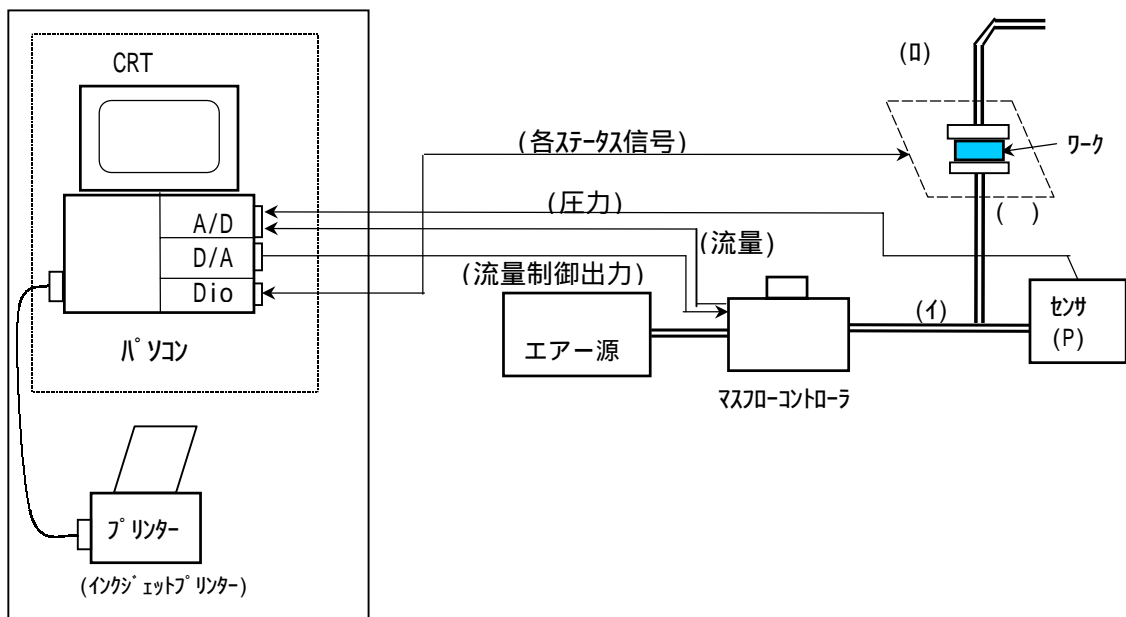 CRT
(ﾛ)
(各ｽﾃｰﾀｽ信号)
ﾜｰｸ
(圧力)
(　)
A/D
(流量)
D/A
(流量制御出力)
Dio
(ｲ)
ｾﾝｻ
(P)
エアー源
ﾊﾟｿｺﾝ
ﾏｽﾌﾛｰｺﾝﾄﾛｰﾗ
ﾌﾟﾘﾝﾀｰ
(ｲﾝｸｼﾞｪｯﾄﾌﾟﾘﾝﾀｰ)